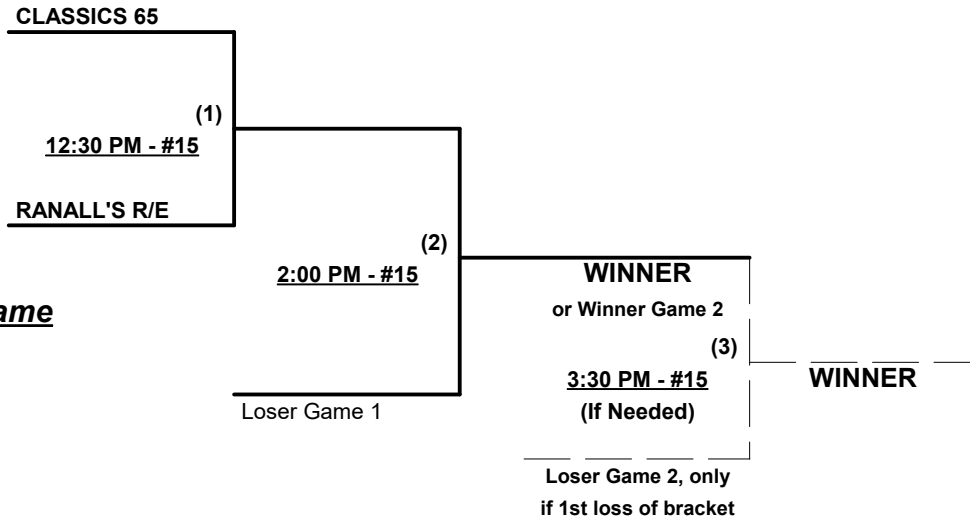 CLASSICS 65
(1)
12:30 PM - #15
RANALL'S R/E
(2)
2:00 PM - #15
WINNER
or Winner Game 2
ame
(3)
3:30 PM - #15
WINNER
(If Needed)
Loser Game 1
Loser Game 2, only
if 1st loss of bracket